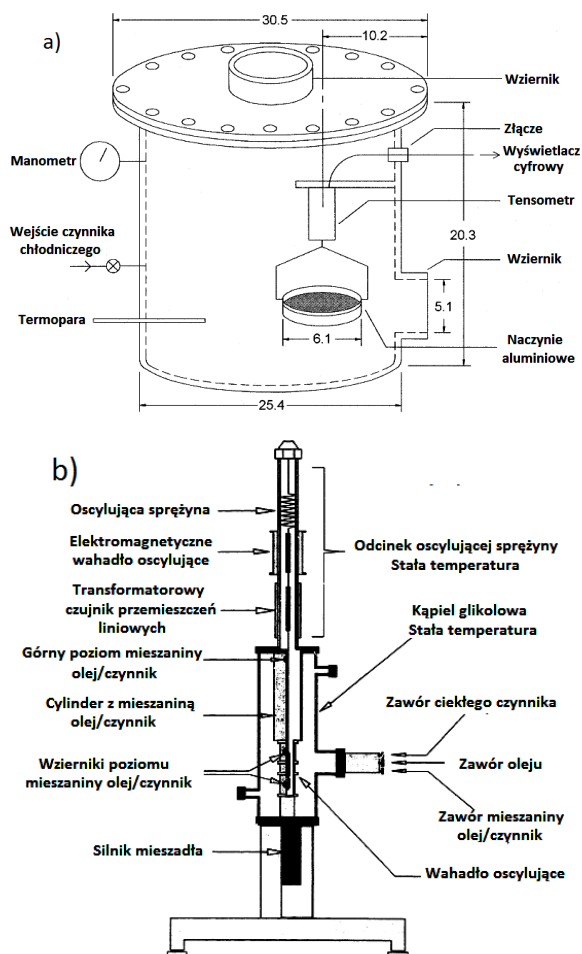 a)
30.5
10.2
Wziernik
Złącze
Wyświetlacz
cyfrowy
Manometr
Tensometr
20.3
Wejście czynnika
chłodniczego
Wziernik
5.1
Termopara
6.1
Naczynie
aluminiowe
25.4
b)
Oscylująca sprężyna
Elektromagnetyczne
wahadło oscylujące
Odcinek oscylującej sprężyny
Stała temperatura
Transformatorowy
czujnik przemieszczeń
liniowych
Kąpiel glikolowa
Stała temperatura
Górny poziom mieszaniny
olej/czynnik
Cylinder z mieszaniną
olej/czynnik
Zawór ciekłego czynnika
Zawór oleju
Wzierniki poziomu
mieszaniny olej/czynnik
Zawór mieszaniny
olej/czynnik
Silnik mieszadła
Wahadło oscylujące